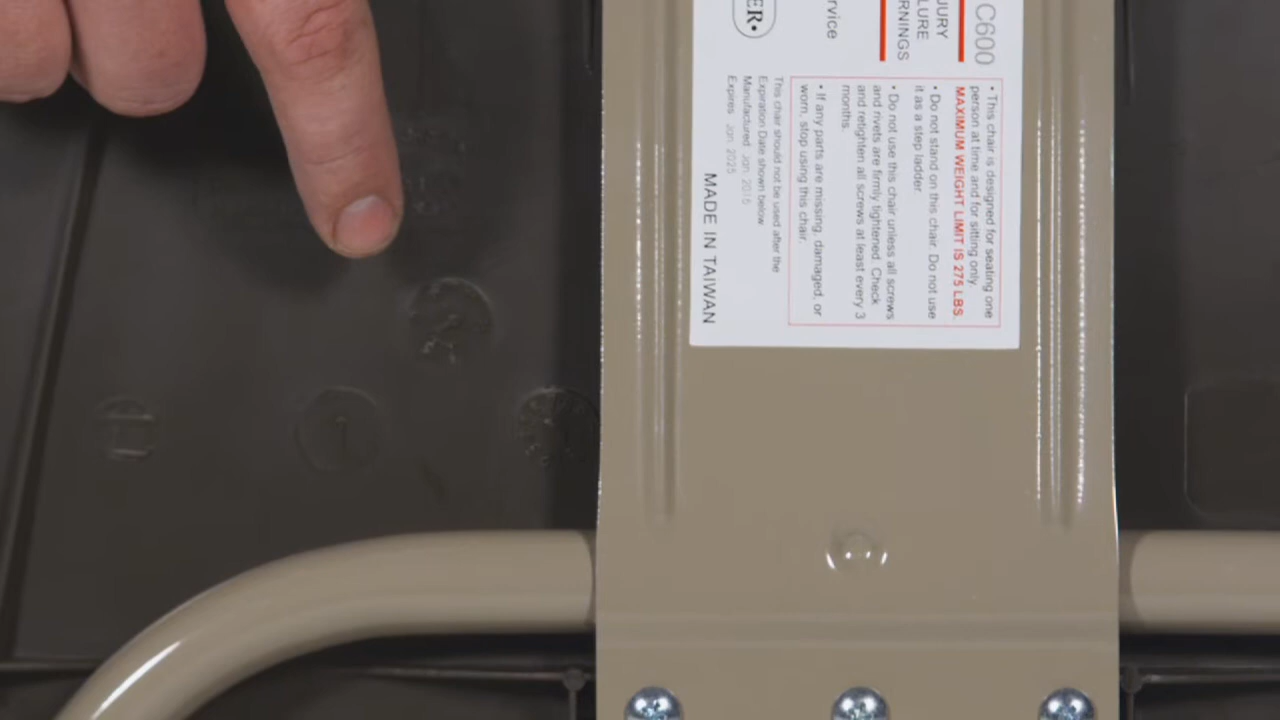 C600
JURY
LURE
RNINGS
rvice
ER
• This chair is designed for seating one
person at time and for sitting only.
MAXIMUM WEIGHT LIMIT IS 275 LBS.
• Do not stand on this chair. Do not use
it as a step ladder.
• Do not use this chair unless all screws
and rivets are firmly tightened. Check
and retighten all screws at least every 3
months.
• If any parts are missing, damaged, or
worn, stop using this chair.
This chair should not be used after the
Expiration Date shown below
Manufactured Jan. 2015
Expires Jan. 2025
MADE IN TAIWAN